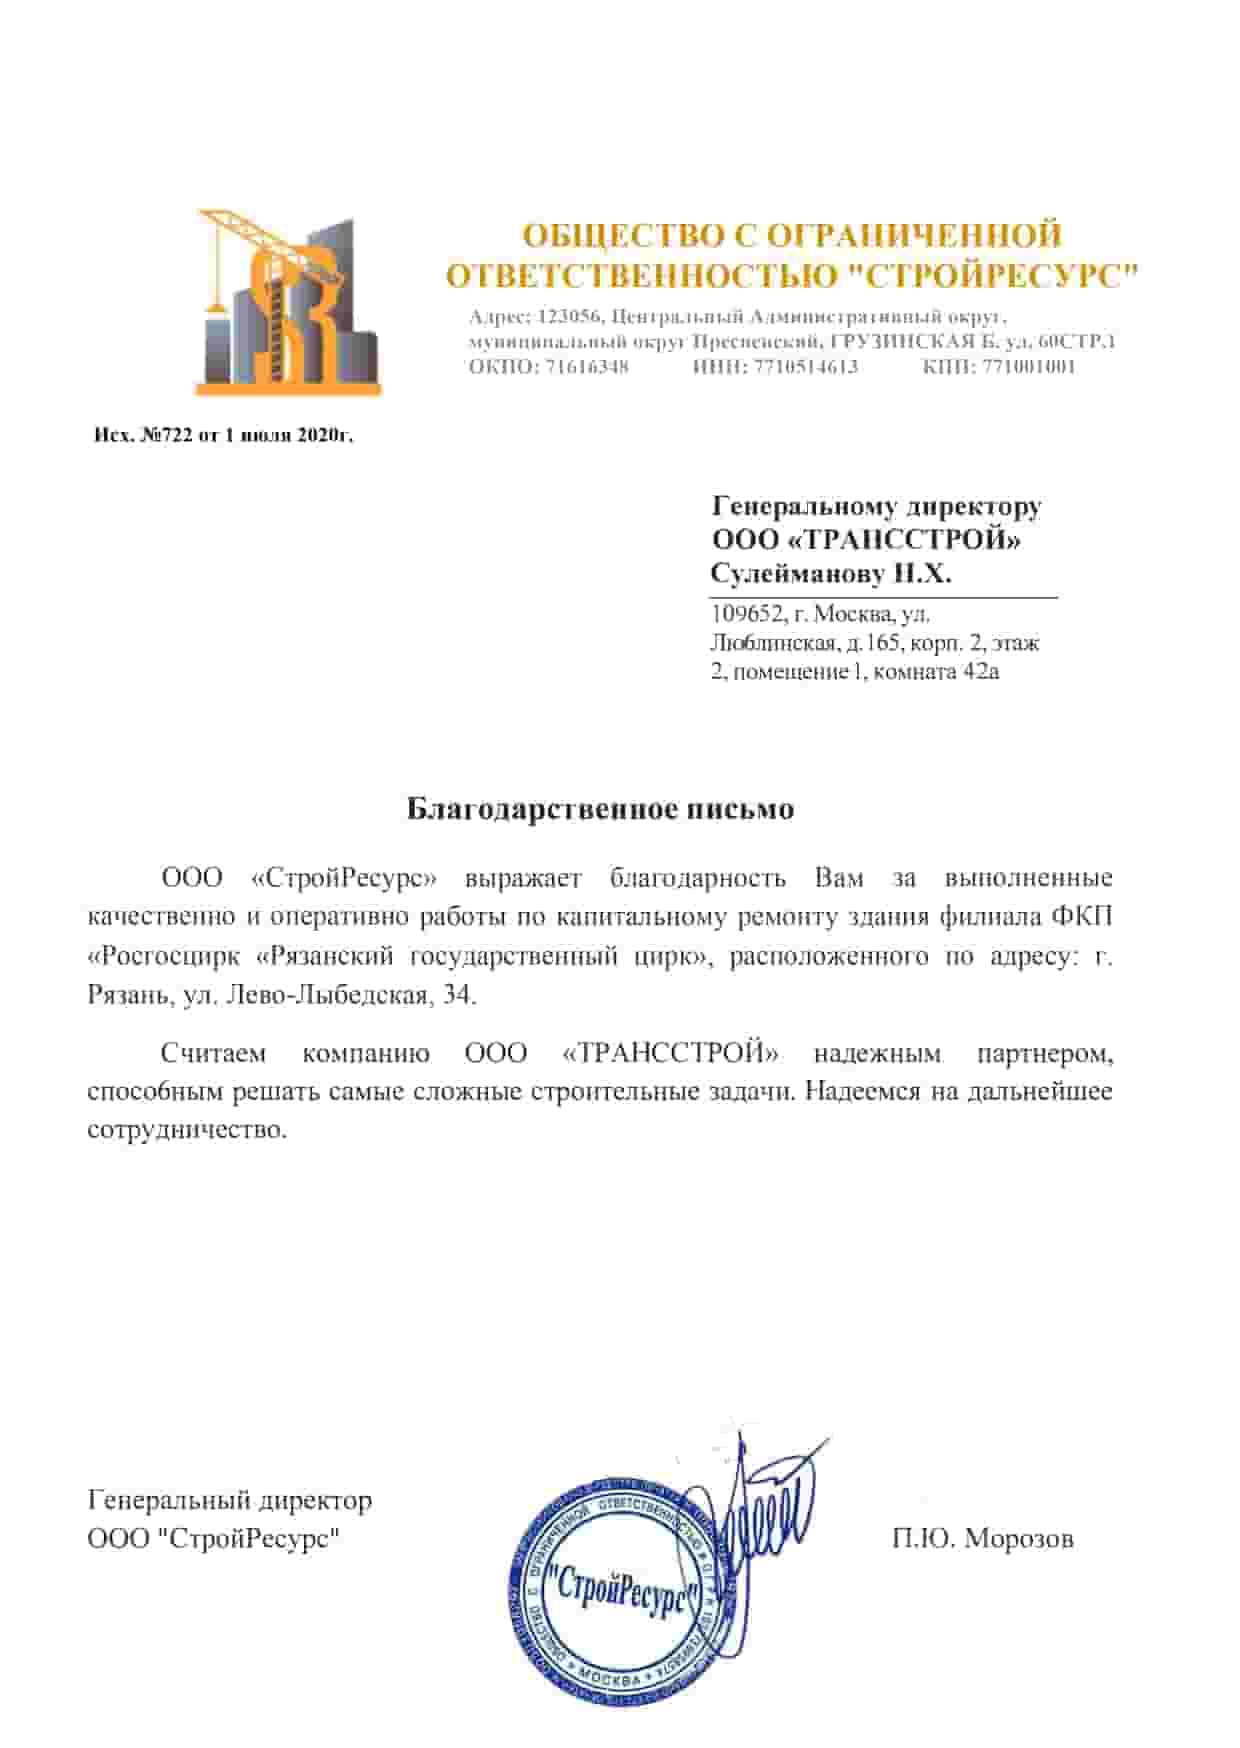 ОБЩЕСТВО С ОГРАНИЧЕННОЙ
ОТВЕТСТВЕННОСТЬЮ "СТРОЙРЕСУРС"
Адрес: 123056, Центральный Административный округ,
муниципальный округ Пресненский, ГРУЗИНСКАЯ Б. ул, 60СТР.1
ОКПО: 71616348 ИНН: 7710514613 КПП: 771001001
Исх. №722 от 1 июля 2020г.
Генеральному директору
ООО «ТРАНССТРОЙ»
Сулейманову Н.Х.
109652, г. Москва, ул.
Люблинская, д.165, корп. 2, этаж
2, помещение 1, комната 42а
Благодарственное письмо
ООО «СтройРесурс» выражает благодарность Вам за выполненные
качественно и оперативно работы по капитальному ремонту здания филиала ФКП
«Росгосцирк «Рязанский государственный цирк», расположенного по адресу: г.
Рязань, ул. Лево-Лыбедская, 34.
Считаем компанию ООО «ТРАНССТРОЙ» надежным партнером,
способным решать самые сложные строительные задачи. Надеемся на дальнейшее
сотрудничество.
Генеральный директор
ООО "СтройРесурс"
П.Ю. Морозов
ОБЩЕСТВО С ОГРАНИЧЕННОЙ ОТВЕТСТВЕННОСТЬЮ
"СтройРесурс"
МОСКВА